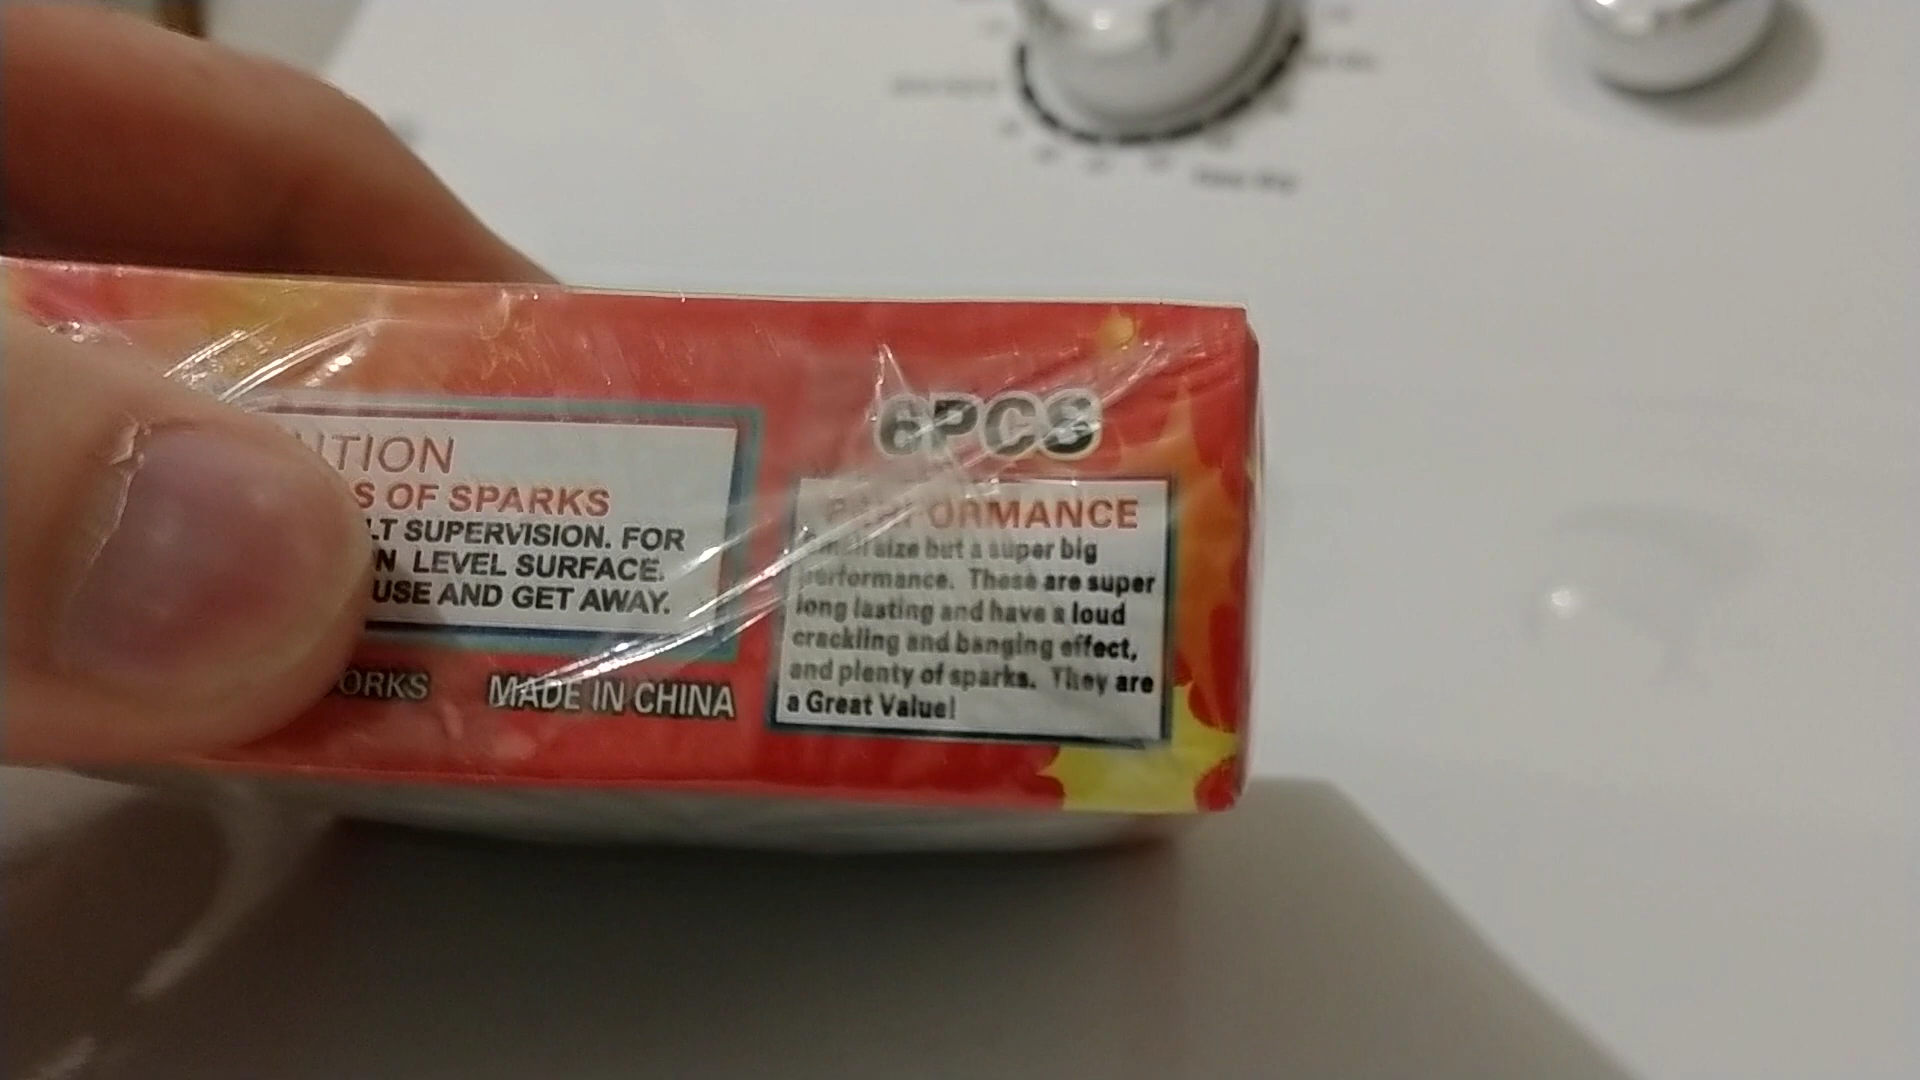 UTION
S OF SPARKS
LT SUPERVISION. FOR
N LEVEL SURFACE.
USE AND GET AWAY.
ORKS MADE IN CHINA
6PCS
PERFORMANCE
Small size but a super big
performance. These are super
long lasting and have a loud
crackling and banging effect,
and plenty of sparks. They are
a Great Value!